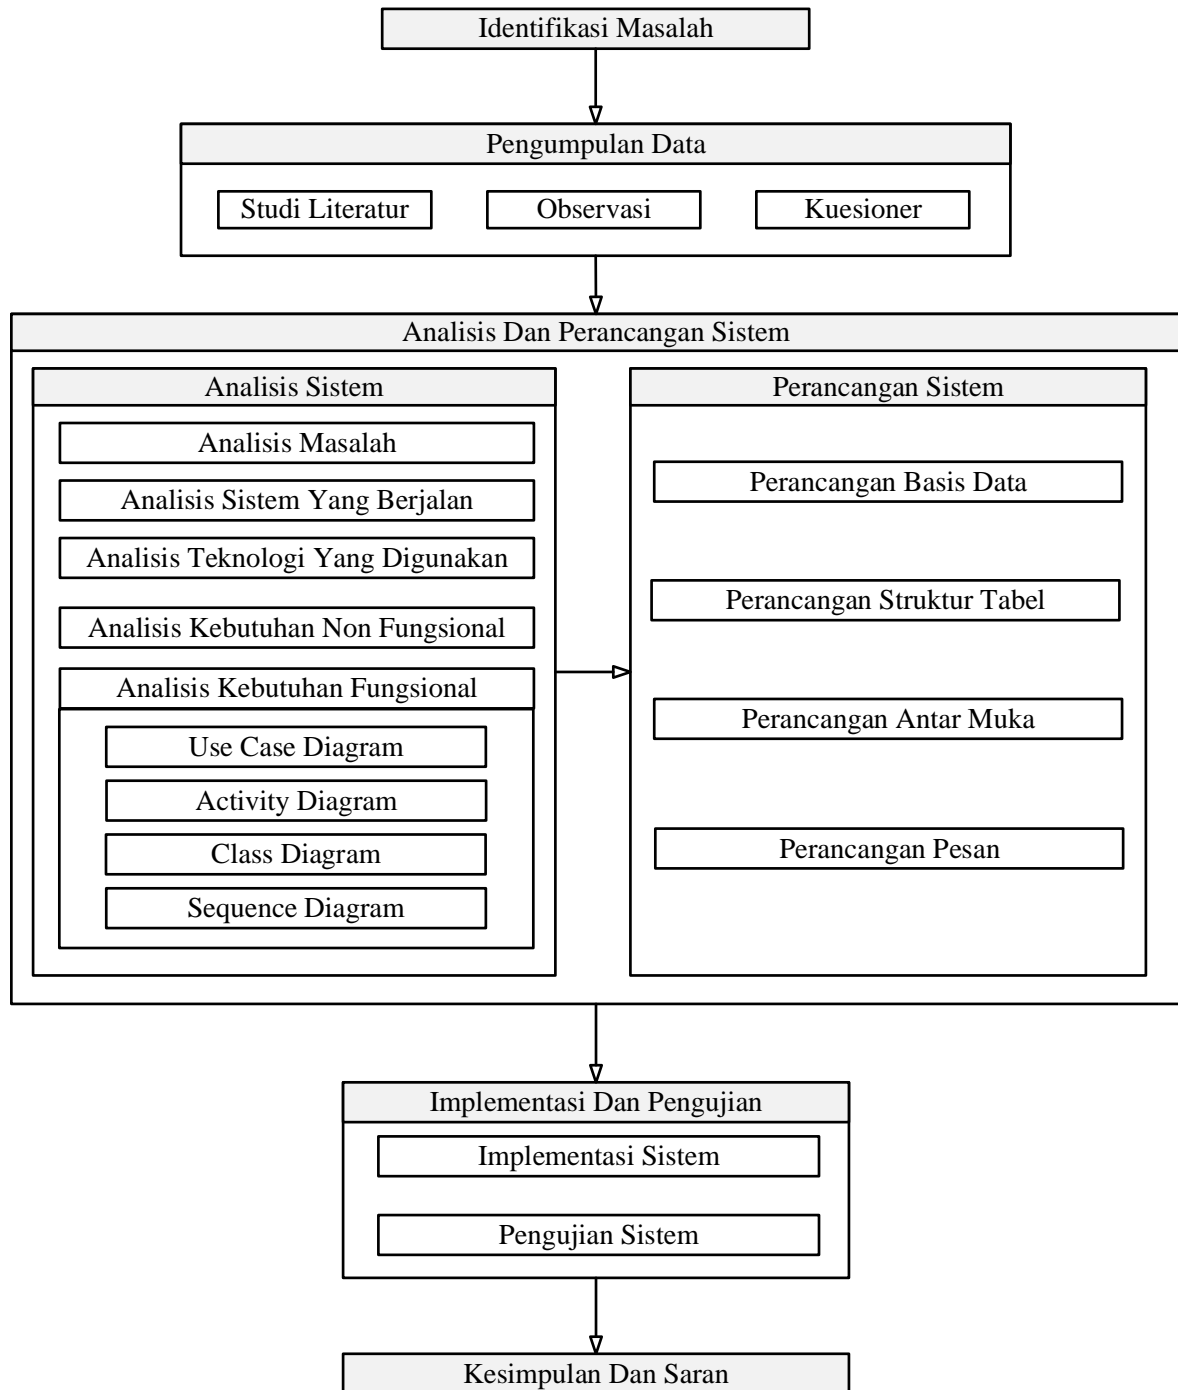 Identifikasi Masalah
Pengumpulan Data
Studi Literatur
Observasi
Kuesioner
Analisis Dan Perancangan Sistem
Analisis Sistem
Analisis Masalah
Analisis Sistem Yang Berjalan
Analisis Teknologi Yang Digunakan
Analisis Kebutuhan Non Fungsional
Analisis Kebutuhan Fungsional
Use Case Diagram
Activity Diagram
Class Diagram
Sequence Diagram
Perancangan Sistem
Perancangan Basis Data
Perancangan Struktur Tabel
Perancangan Antar Muka
Perancangan Pesan
Implementasi Dan Pengujian
Implementasi Sistem
Pengujian Sistem
Kesimpulan Dan Saran